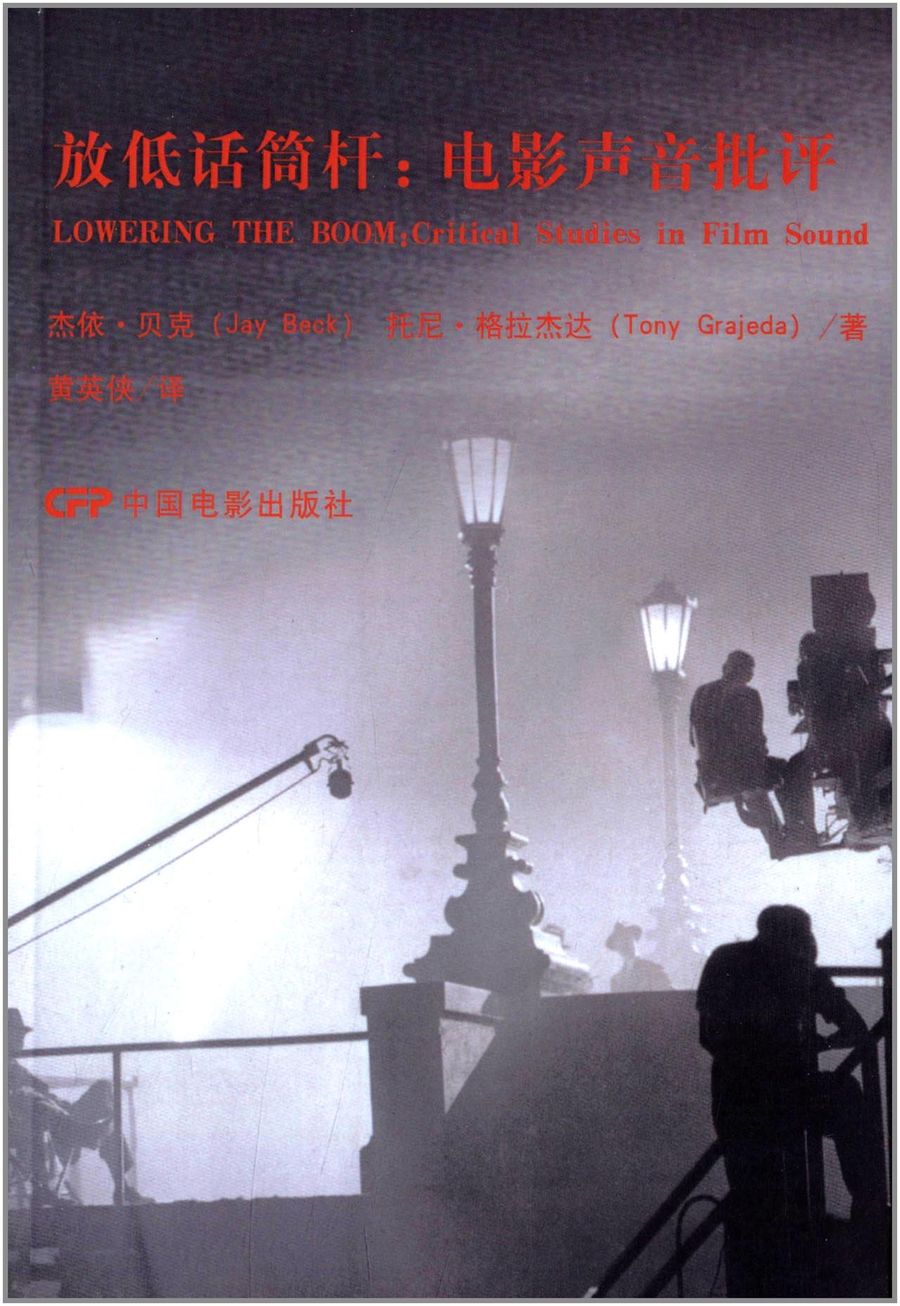 放低话筒杆：电影声音批评
LOWERING THE BOOM:Critical Studies in Film Sound
杰依·贝克（Jay Beck） 托尼·格拉杰达（Tony Grajeda）／著
黄英侠／译
CFP 中国电影出版社